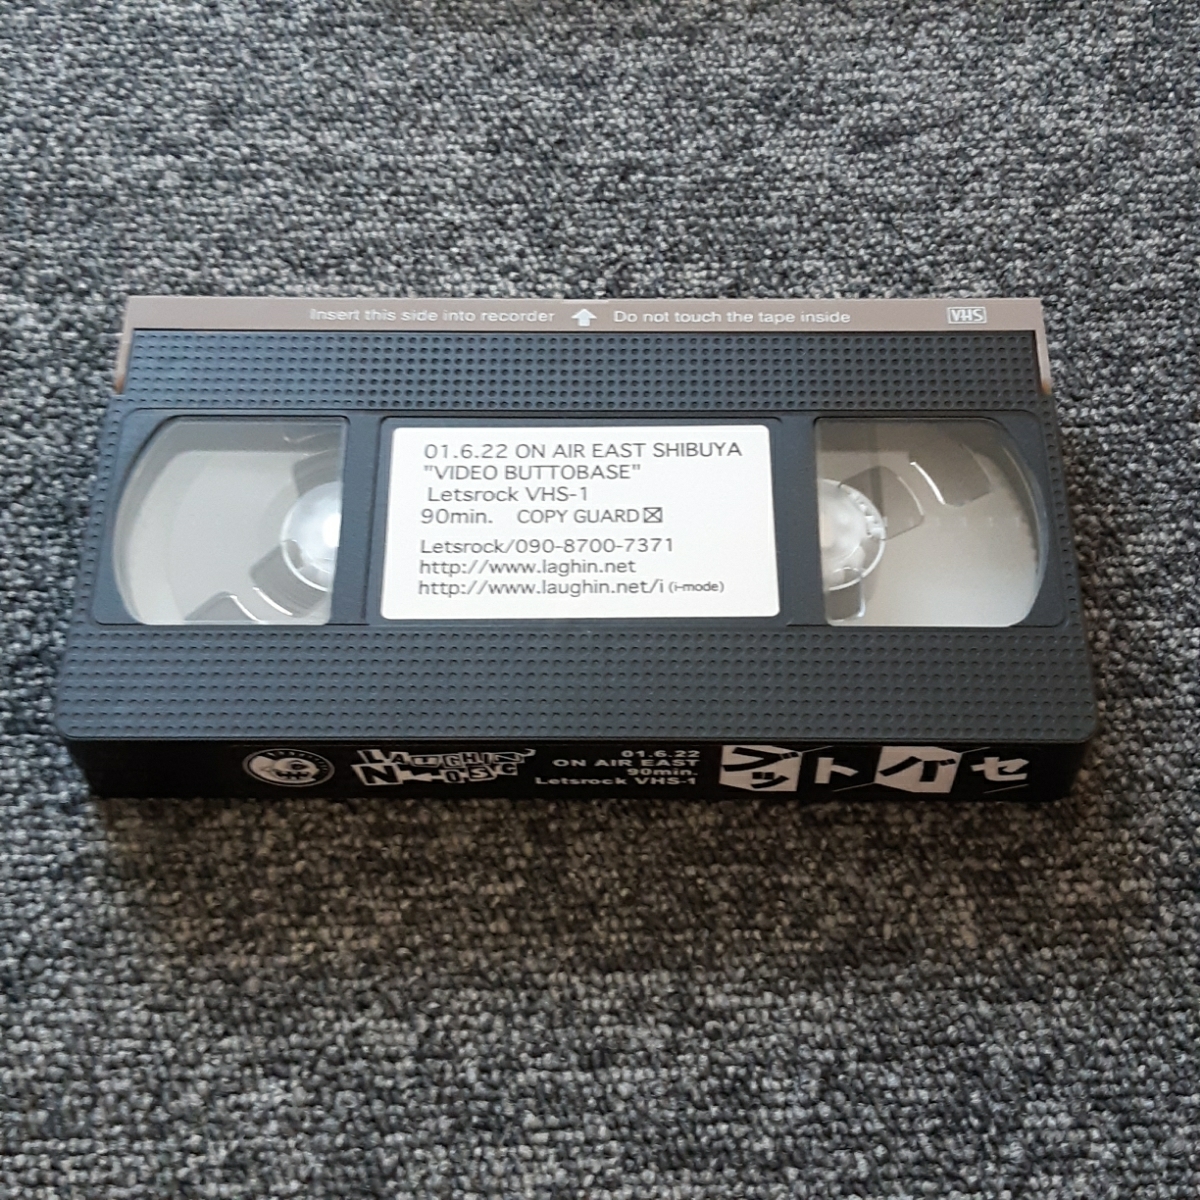 Insert this side into recorder ⬆ Do not touch the tape inside VHS
01.6.22 ON AIR EAST SHIBUYA
"VIDEO BUTTOBASE"
Letsrock VHS-1
90min. COPY GUARD☒
Letsrock/090-8700-7371
http://www.laghin.net
http://www.laughin.net/i (i-mode)
LAUGHIN'
NOSE
01.6.22
ON AIR EAST
90min.
Letsrock VHS-1
ブットバセ